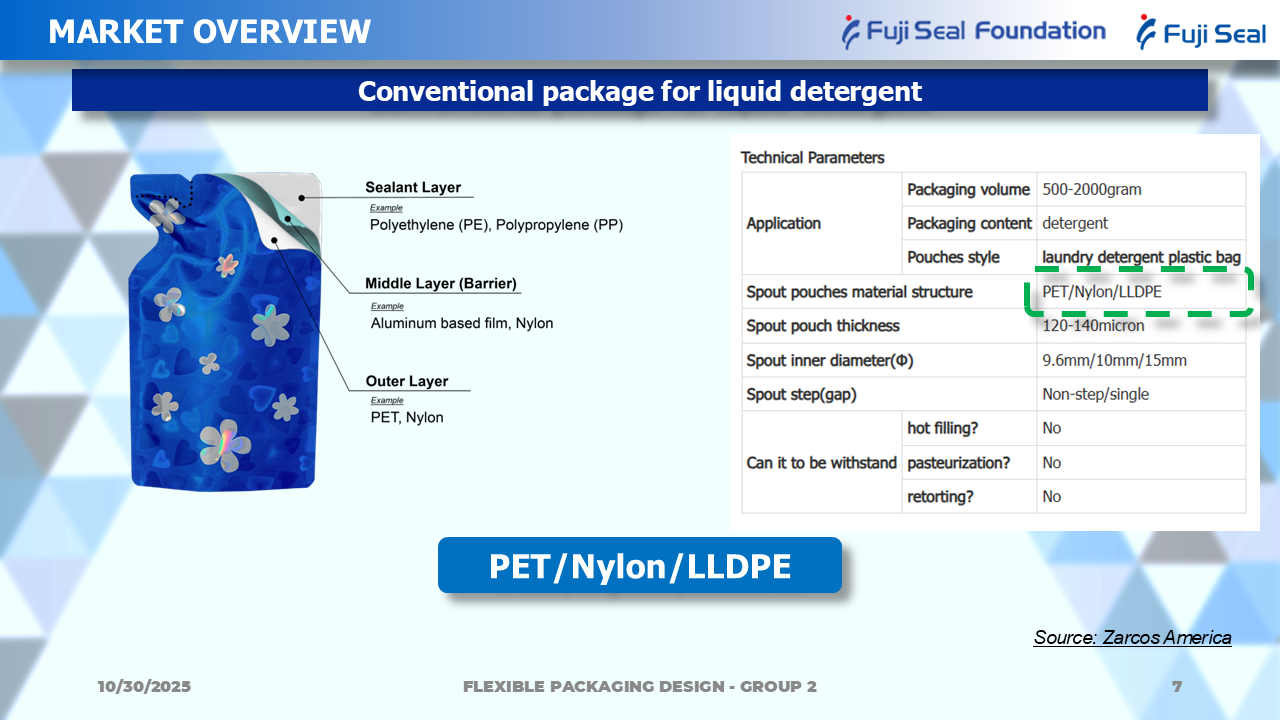 MARKET OVERVIEW
Fuji Seal Foundation
Fuji Seal
Conventional package for liquid detergent
Sealant Layer
Example
Polyethylene (PE), Polypropylene (PP)
Middle Layer (Barrier)
Example
Aluminum based film, Nylon
Outer Layer
Example
PET, Nylon
Technical Parameters
Application
Packaging volume 500-2000gram
Packaging content detergent
Pouches style laundry detergent plastic bag
Spout pouches material structure PET/Nylon/LLDPE
Spout pouch thickness 120-140micron
Spout inner diameter(Φ) 9.6mm/10mm/15mm
Spout step(gap) Non-step/single
Can it to be withstand
hot filling? No
pasteurization? No
retorting? No
PET/Nylon/LLDPE
Source: Zarcos America
10/30/2025
FLEXIBLE PACKAGING DESIGN - GROUP 2
7